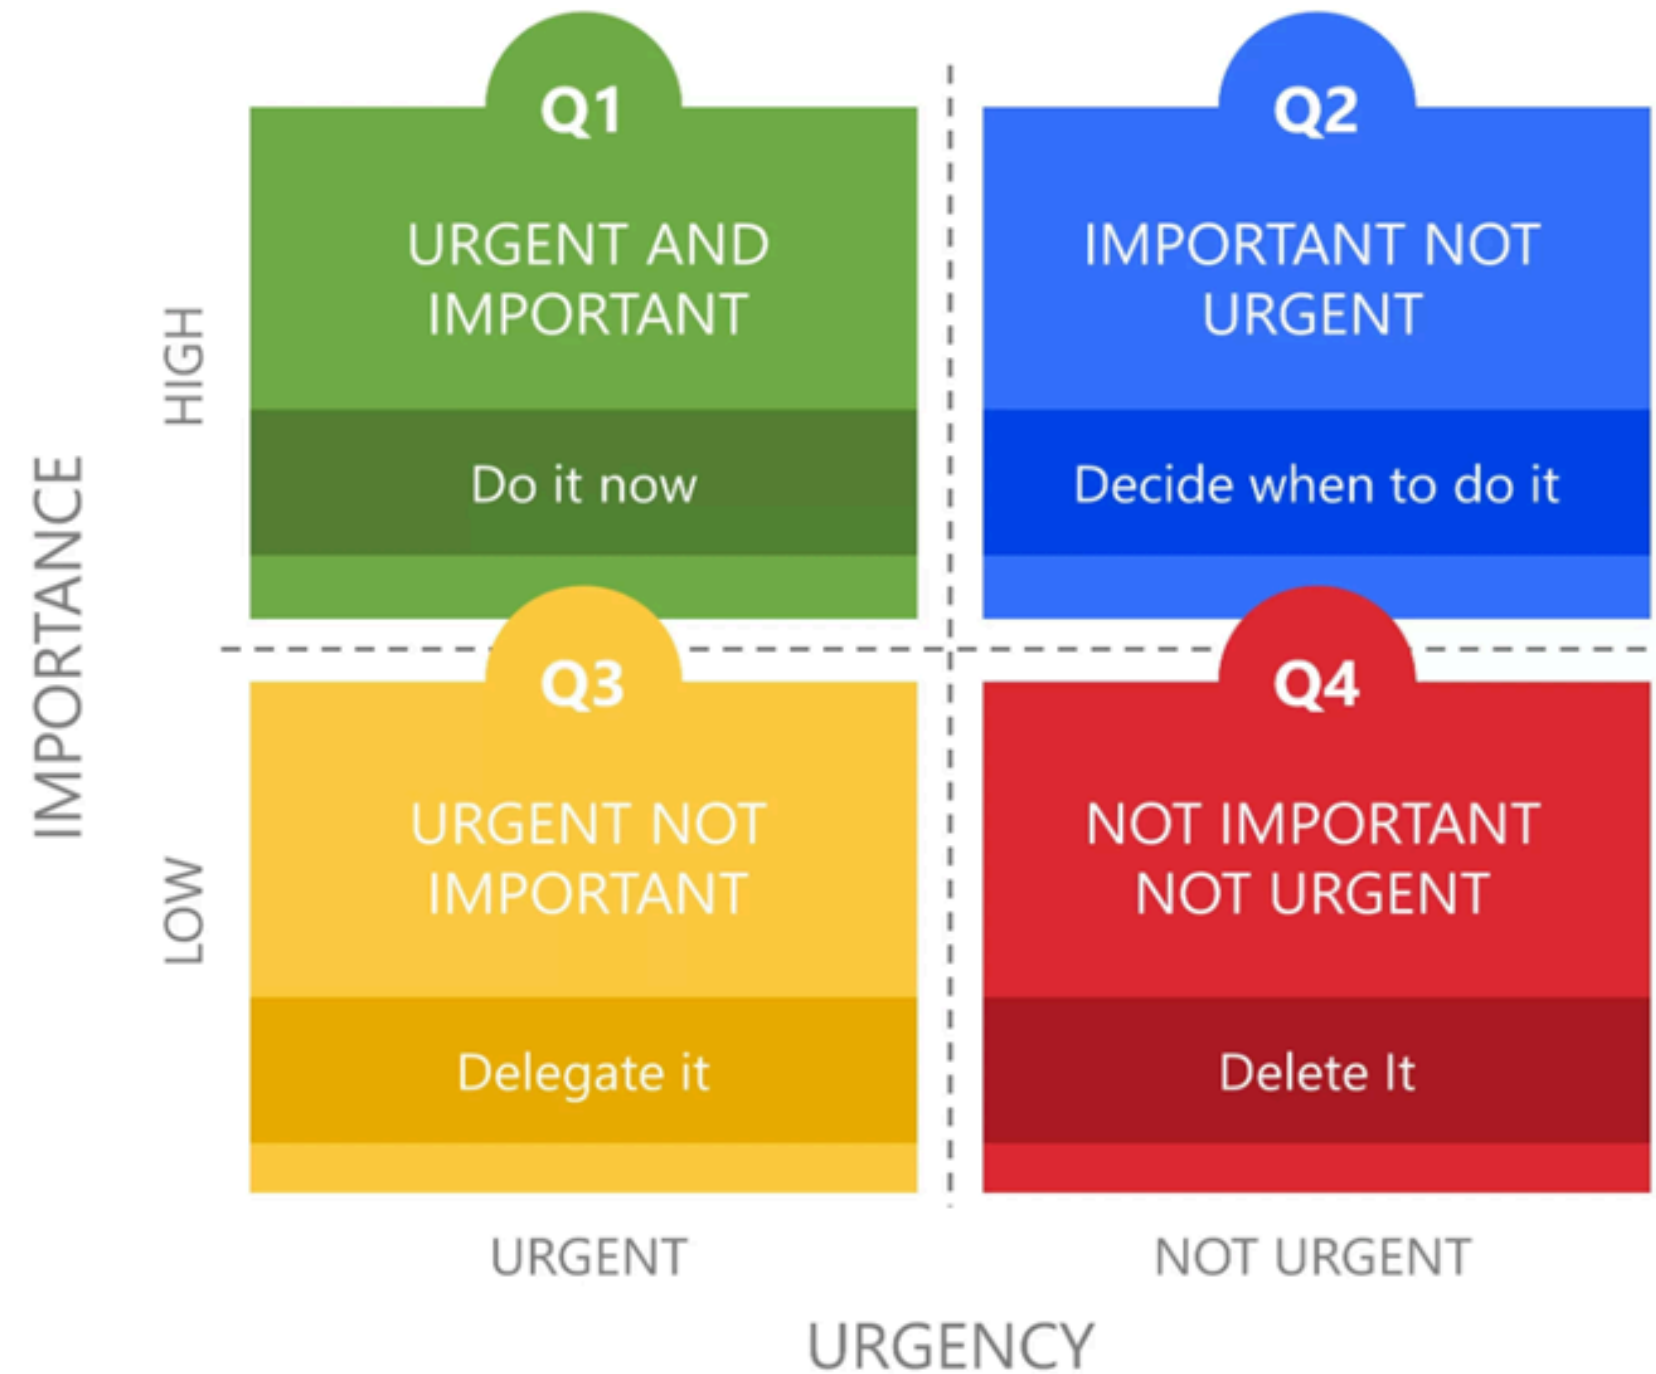 Q1
URGENT AND
IMPORTANT
Do it now
Q2
IMPORTANT NOT
URGENT
Decide when to do it
Q3
URGENT NOT
IMPORTANT
Delegate it
Q4
NOT IMPORTANT
NOT URGENT
Delete It
IMPORTANCE
HIGH
LOW
URGENT
NOT URGENT
URGENCY